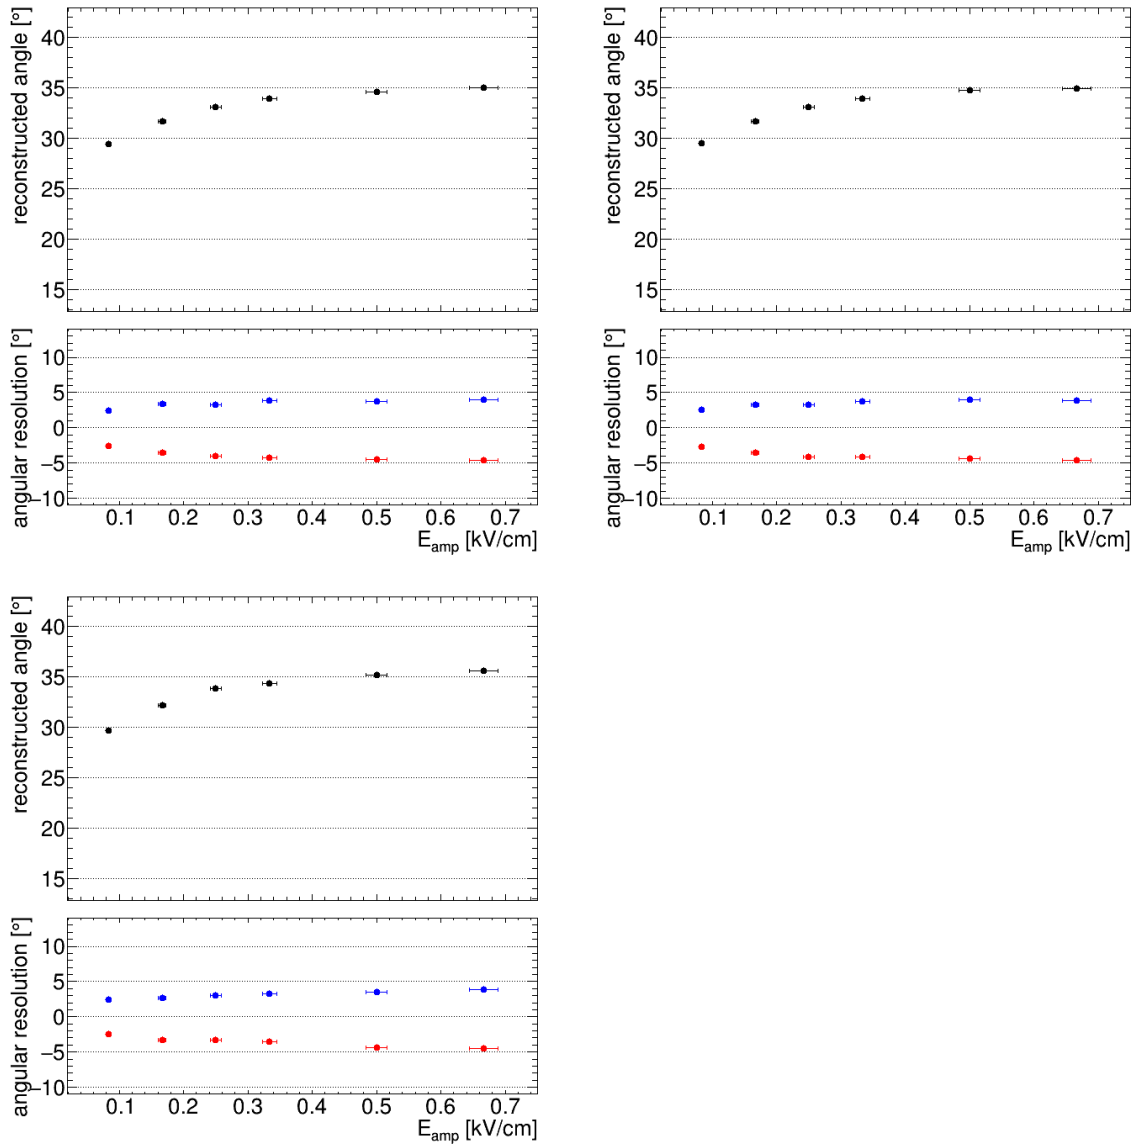 reconstructed angle [°]
40
35
30
25
20
15
angular resolution [°]
10
5
0
−5
−10
0.1 0.2 0.3 0.4 0.5 0.6 0.7
E_amp [kV/cm]
reconstructed angle [°]
40
35
30
25
20
15
angular resolution [°]
10
5
0
−5
−10
0.1 0.2 0.3 0.4 0.5 0.6 0.7
E_amp [kV/cm]
reconstructed angle [°]
40
35
30
25
20
15
angular resolution [°]
10
5
0
−5
−10
0.1 0.2 0.3 0.4 0.5 0.6 0.7
E_amp [kV/cm]